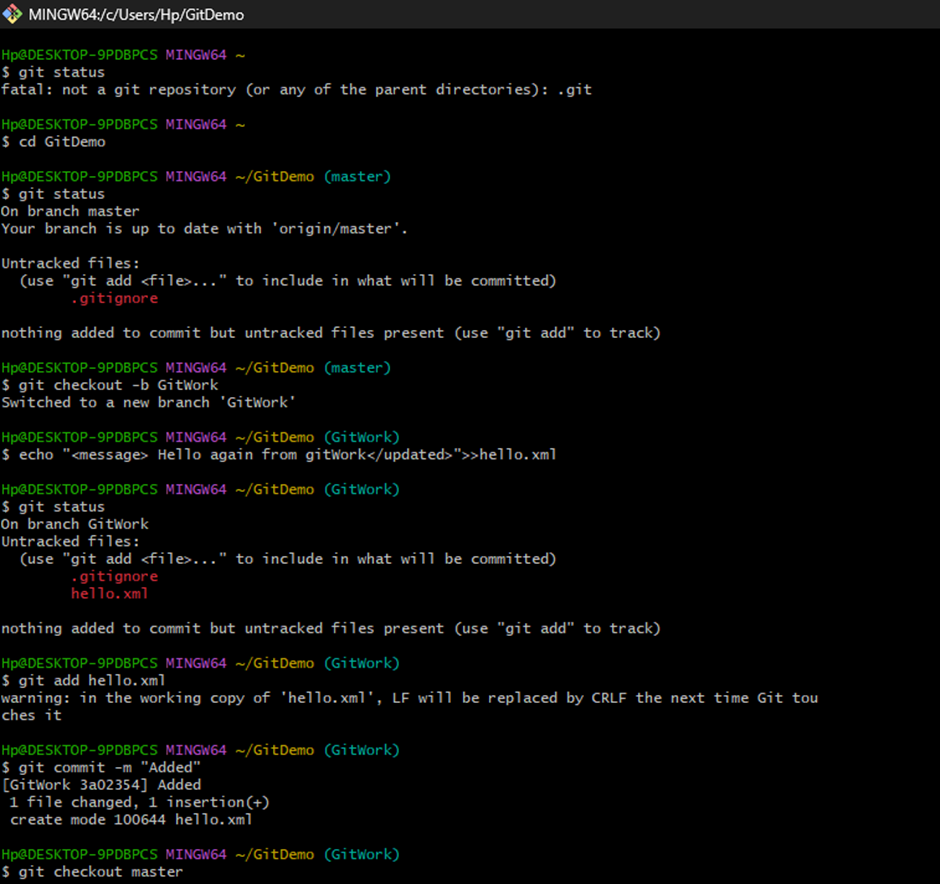 MINGW64:/c/Users/Hp/GitDemo
Hp@DESKTOP-9PDBPCS MINGW64 ~
$ git status
fatal: not a git repository (or any of the parent directories): .git
Hp@DESKTOP-9PDBPCS MINGW64 ~
$ cd GitDemo
Hp@DESKTOP-9PDBPCS MINGW64 ~/GitDemo (master)
$ git status
On branch master
Your branch is up to date with 'origin/master'.
Untracked files:
  (use "git add <file>..." to include in what will be committed)
        .gitignore
nothing added to commit but untracked files present (use "git add" to track)
Hp@DESKTOP-9PDBPCS MINGW64 ~/GitDemo (master)
$ git checkout -b GitWork
Switched to a new branch 'GitWork'
Hp@DESKTOP-9PDBPCS MINGW64 ~/GitDemo (GitWork)
$ echo "<message> Hello again from gitWork</updated>">>hello.xml
Hp@DESKTOP-9PDBPCS MINGW64 ~/GitDemo (GitWork)
$ git status
On branch GitWork
Untracked files:
  (use "git add <file>..." to include in what will be committed)
        .gitignore
        hello.xml
nothing added to commit but untracked files present (use "git add" to track)
Hp@DESKTOP-9PDBPCS MINGW64 ~/GitDemo (GitWork)
$ git add hello.xml
warning: in the working copy of 'hello.xml', LF will be replaced by CRLF the next time Git tou
ches it
Hp@DESKTOP-9PDBPCS MINGW64 ~/GitDemo (GitWork)
$ git commit -m "Added"
[GitWork 3a02354] Added
 1 file changed, 1 insertion(+)
 create mode 100644 hello.xml
Hp@DESKTOP-9PDBPCS MINGW64 ~/GitDemo (GitWork)
$ git checkout master